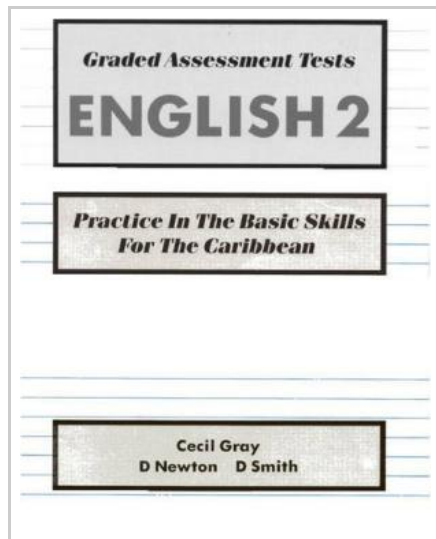 Graded Assessment Tests
ENGLISH 2
Practice In The Basic Skills
For The Caribbean
Cecil Gray
D Newton D Smith